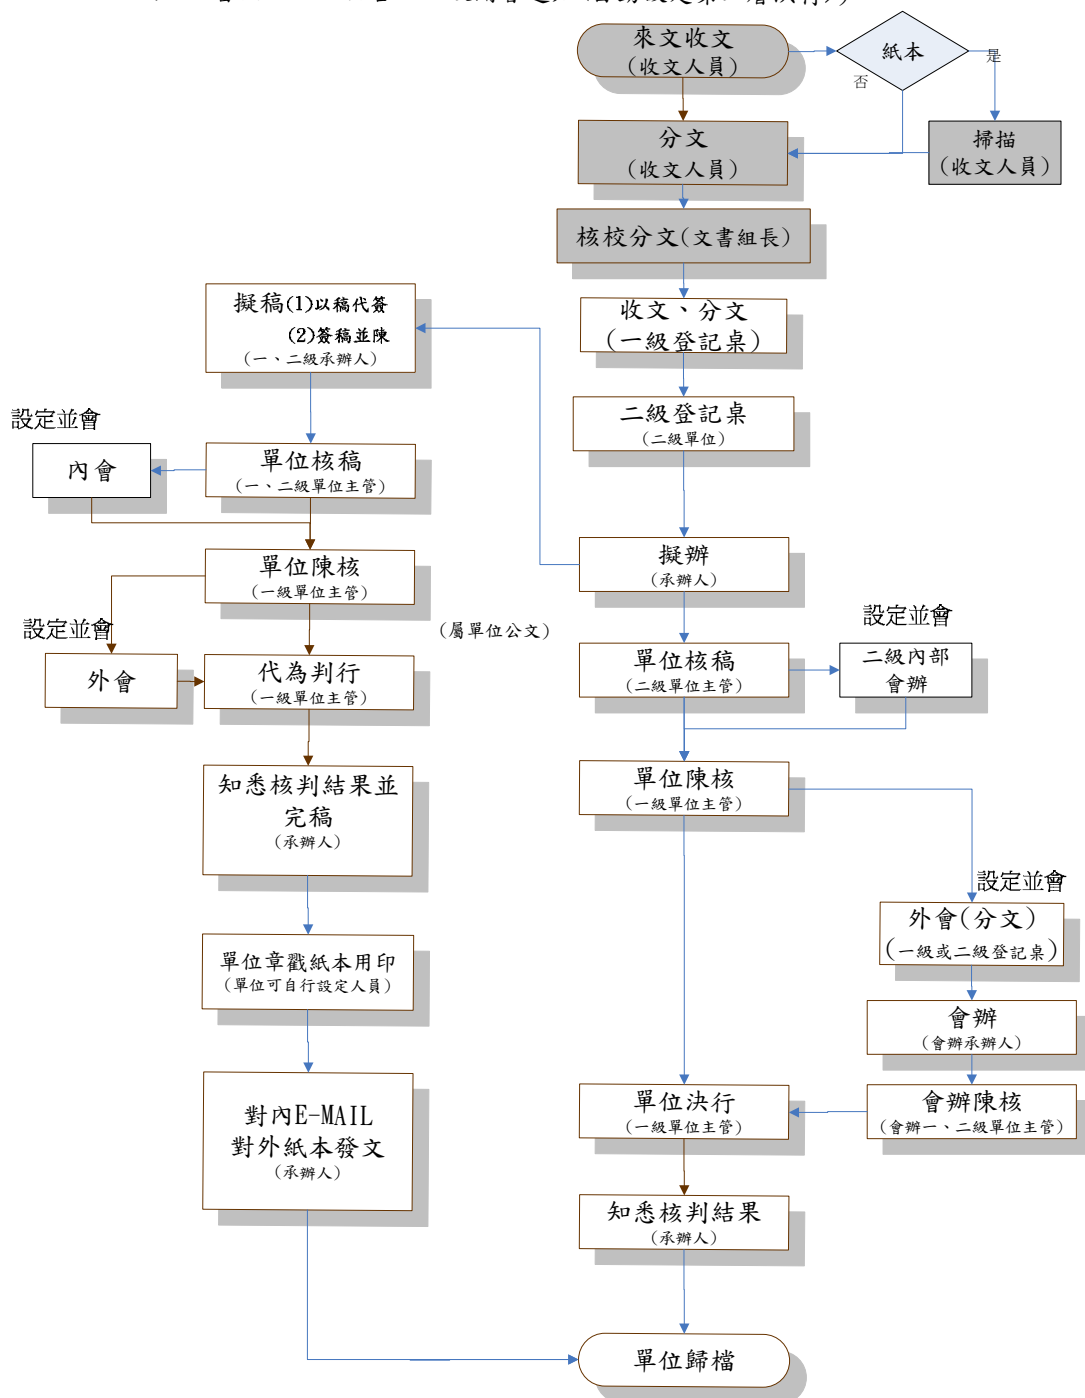 來文收文
(收文人員)
紙本
是
否
分文
(收文人員)
掃描
(收文人員)
核校分文(文書組長)
擬稿(1)以稿代簽
(2)簽稿並陳
(一、二級承辦人)
收文、分文
(一級登記桌)
二級登記桌
(二級單位)
設定並會
內會
單位核稿
(一、二級單位主管)
擬辦
(承辦人)
單位陳核
(一級單位主管)
設定並會
外會
(屬單位公文)
代為判行
(一級單位主管)
設定並會
單位核稿
(二級單位主管)
二級內部
會辦
知悉核判結果並
完稿
(承辦人)
單位陳核
(一級單位主管)
設定並會
外會(分文)
(一級或二級登記桌)
單位章戳紙本用印
(單位可自行設定人員)
會辦
(會辦承辦人)
對內E-MAIL
對外紙本發文
(承辦人)
單位決行
(一級單位主管)
會辦陳核
(會辦一、二級單位主管)
知悉核判結果
(承辦人)
單位歸檔